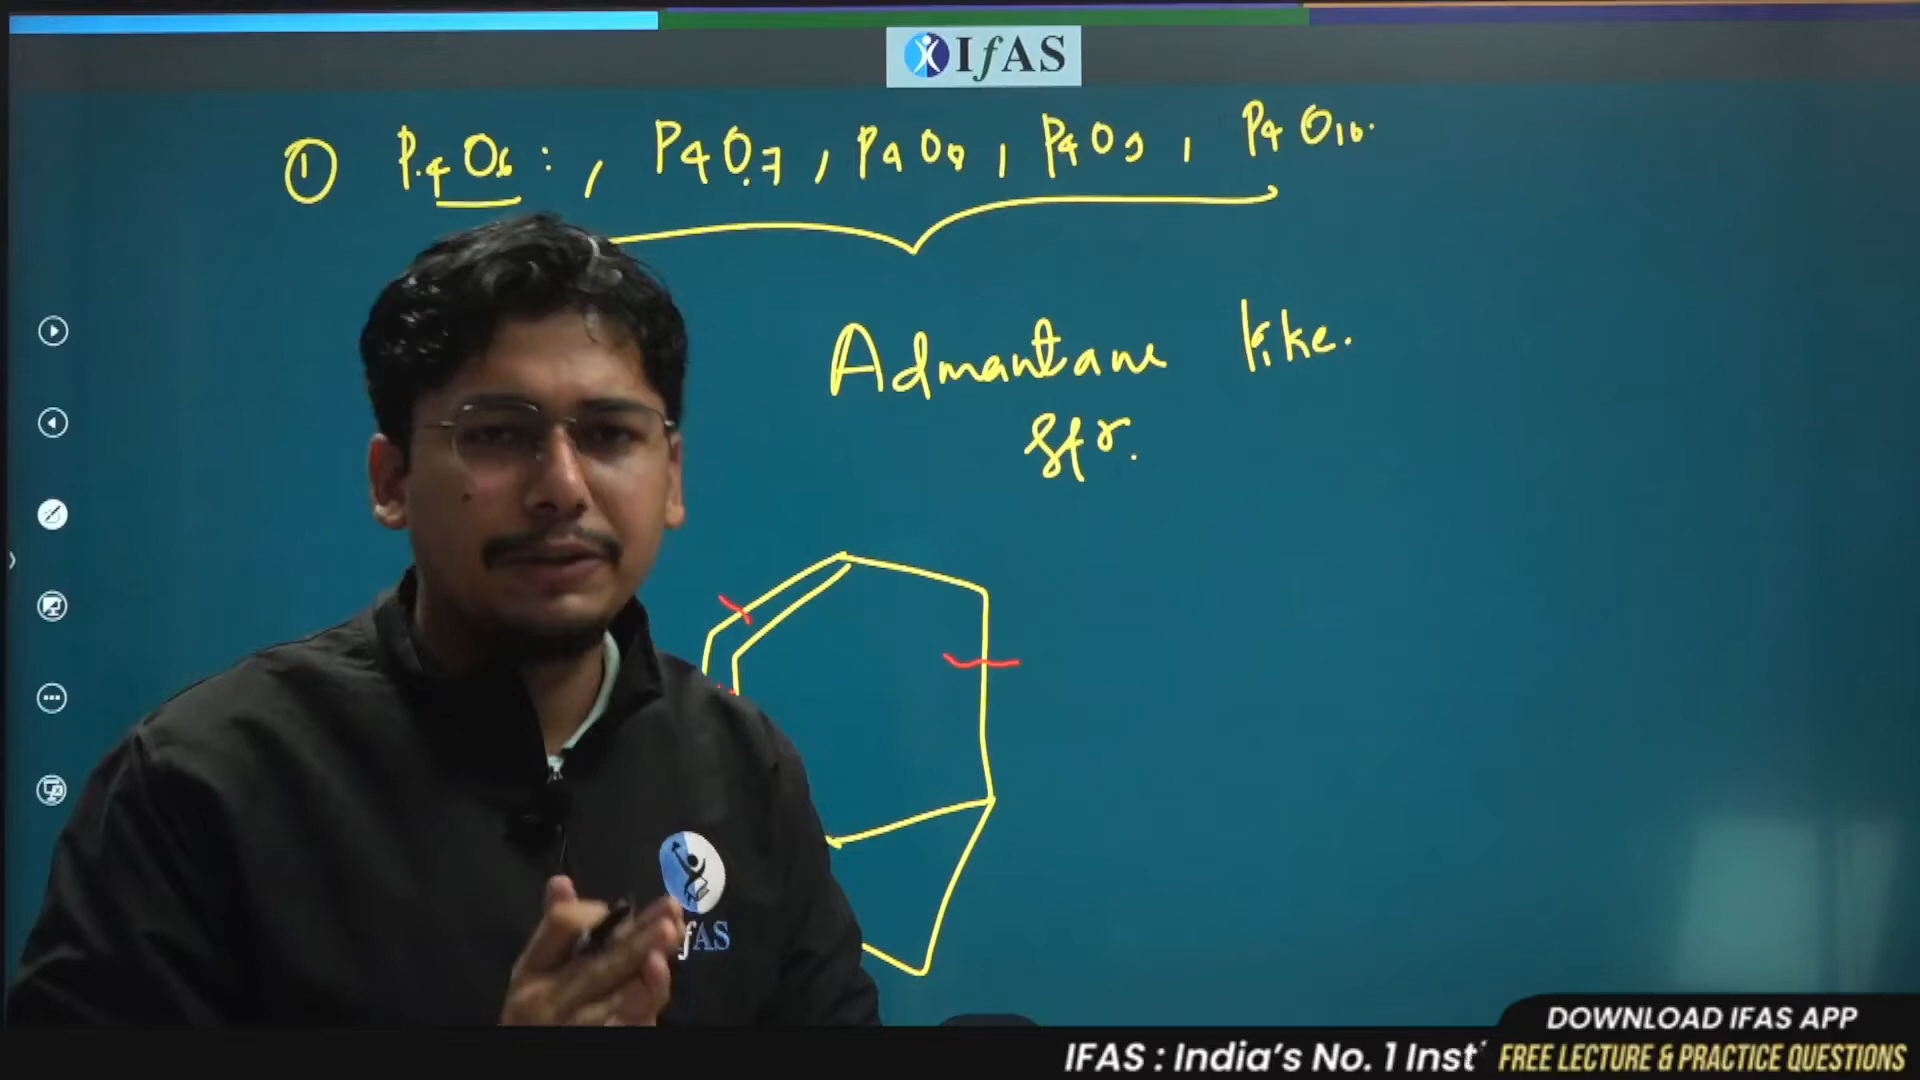 IfAS
① P4O6 : , P4O7 , P4O8 , P4O9 , P4O10.
Admantane like.
str.
fAS
DOWNLOAD IFAS APP
IFAS : India's No. 1 Inst
FREE LECTURE & PRACTICE QUESTIONS